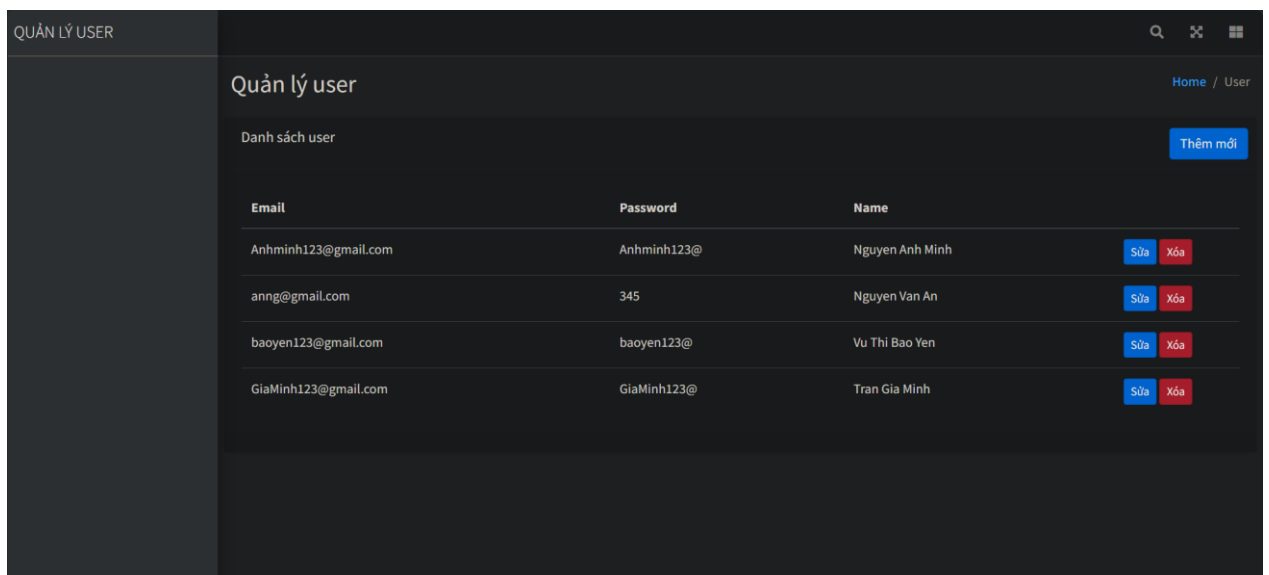 QUẢN LÝ USER
Quản lý user
Home / User
Danh sách user
Thêm mới
Email Password Name
Anhminh123@gmail.com Anhminh123@ Nguyen Anh Minh Sửa Xóa
anng@gmail.com 345 Nguyen Van An Sửa Xóa
baoyen123@gmail.com baoyen123@ Vu Thi Bao Yen Sửa Xóa
GiaMinh123@gmail.com GiaMinh123@ Tran Gia Minh Sửa Xóa